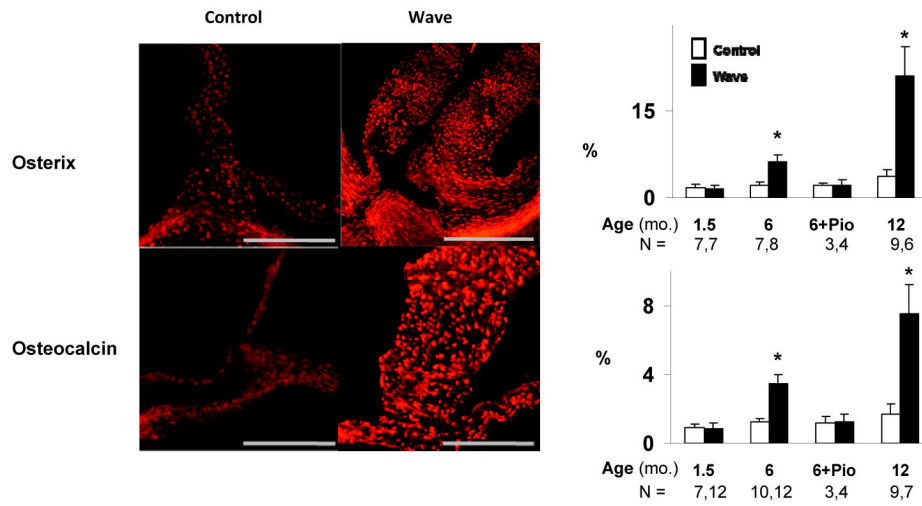 Control Wave
Osterix
Osteocalcin
Control
Wave
*
*
15
%
0
Age (mo.) 1.5 6 6+Pio 12
N = 7,7 7,8 3,4 9,6
*
*
8
%
4
0
Age (mo.) 1.5 6 6+Pio 12
N = 7,12 10,12 3,4 9,7